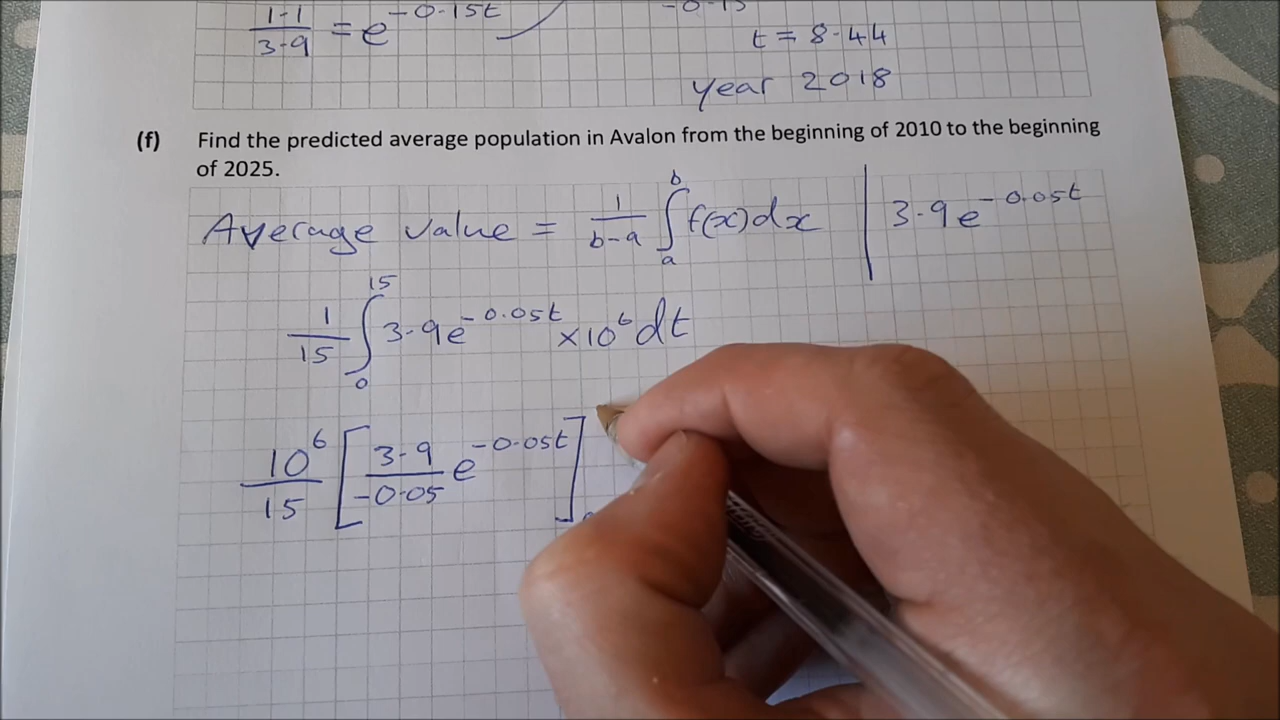 1·1 / 3·9 = e^-0·15t
-0·15
t = 8·44
year 2018
(f) Find the predicted average population in Avalon from the beginning of 2010 to the beginning
of 2025.
Average value = 1/(b-a) ∫_a^b f(x)dx | 3·9e^-0.05t
1/15 ∫_0^15 3·9e^-0.05t ×10^6 dt
10^6/15 [ 3·9/-0·05 e^-0·05t ]